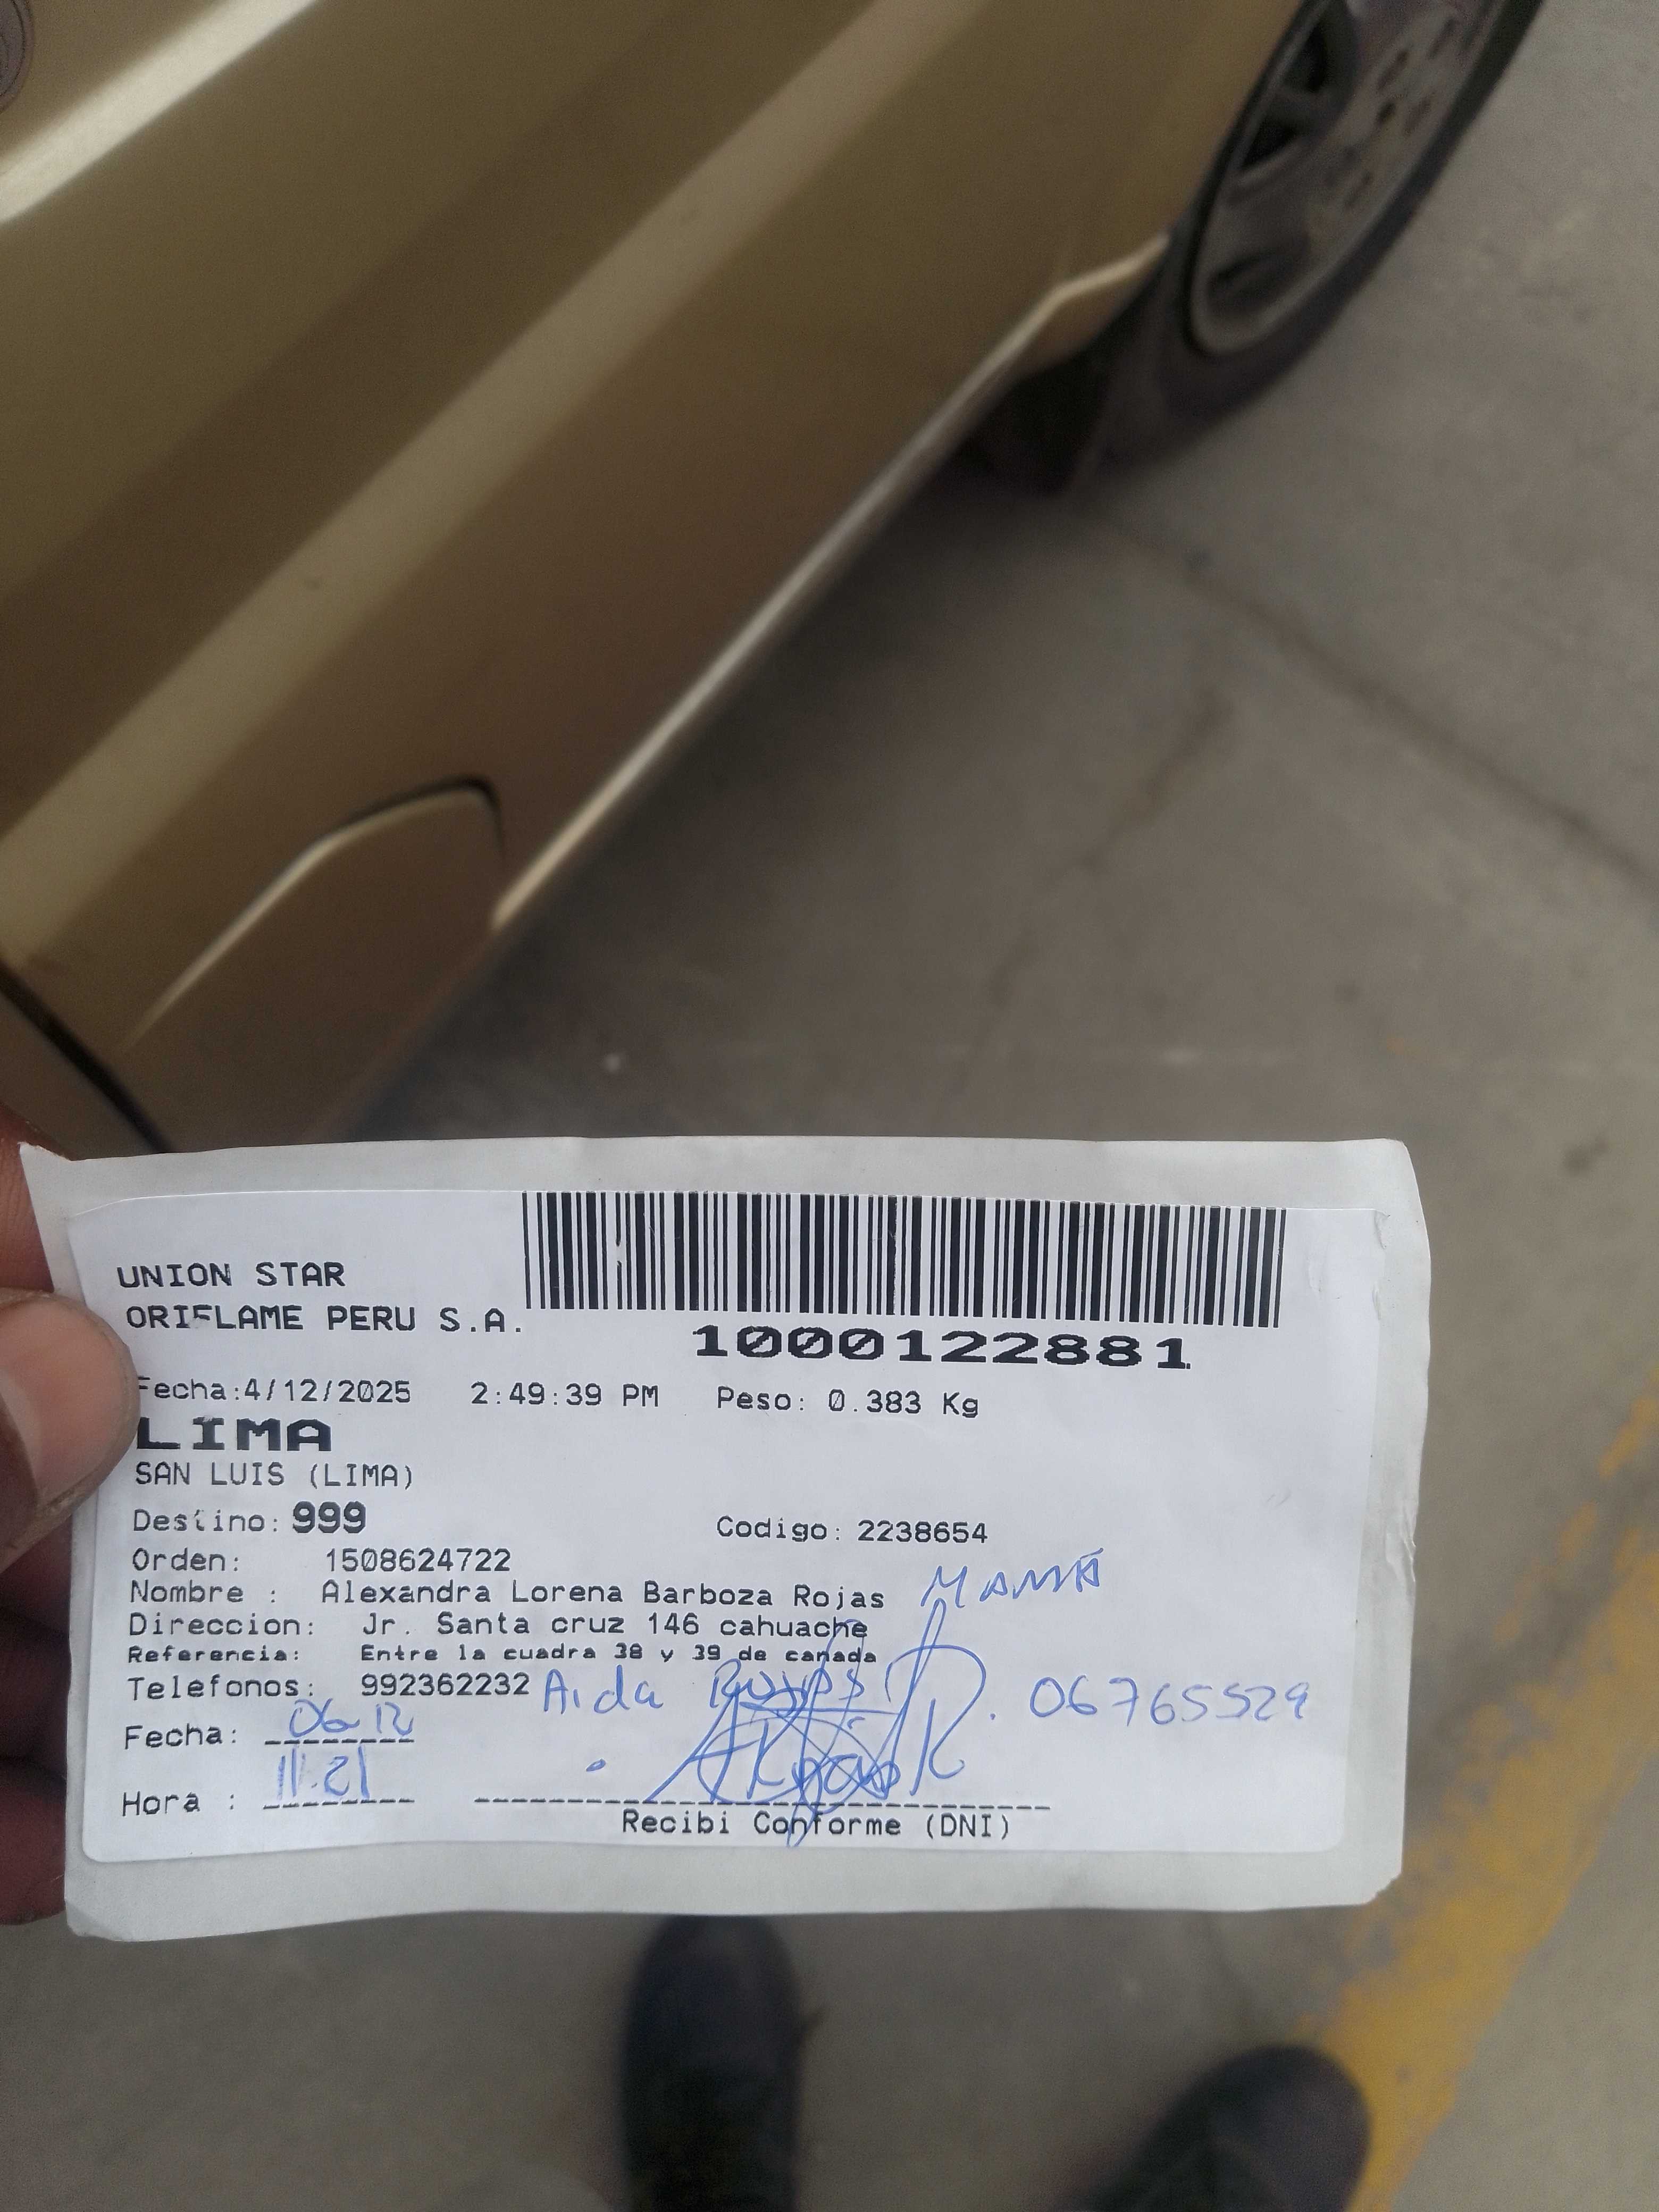 UNION STAR
ORIFLAME PERU S.A.
1000122881
Fecha:4/12/2025 2:49:39 PM Peso: 0.383 Kg
LIMA
SAN LUIS (LIMA)
Destino: 999 Codigo: 2238654
Orden: 1508624722
Nombre : Alexandra Lorena Barboza Rojas MAMÁ
Direccion: Jr. Santa cruz 146 cahuache
Referencia: Entre la cuadra 38 y 39 de canada
Telefonos: 992362232 Aida Rojas R. 06765529
Fecha: 06-12
Hora : 11.21
Recibi Conforme (DNI)